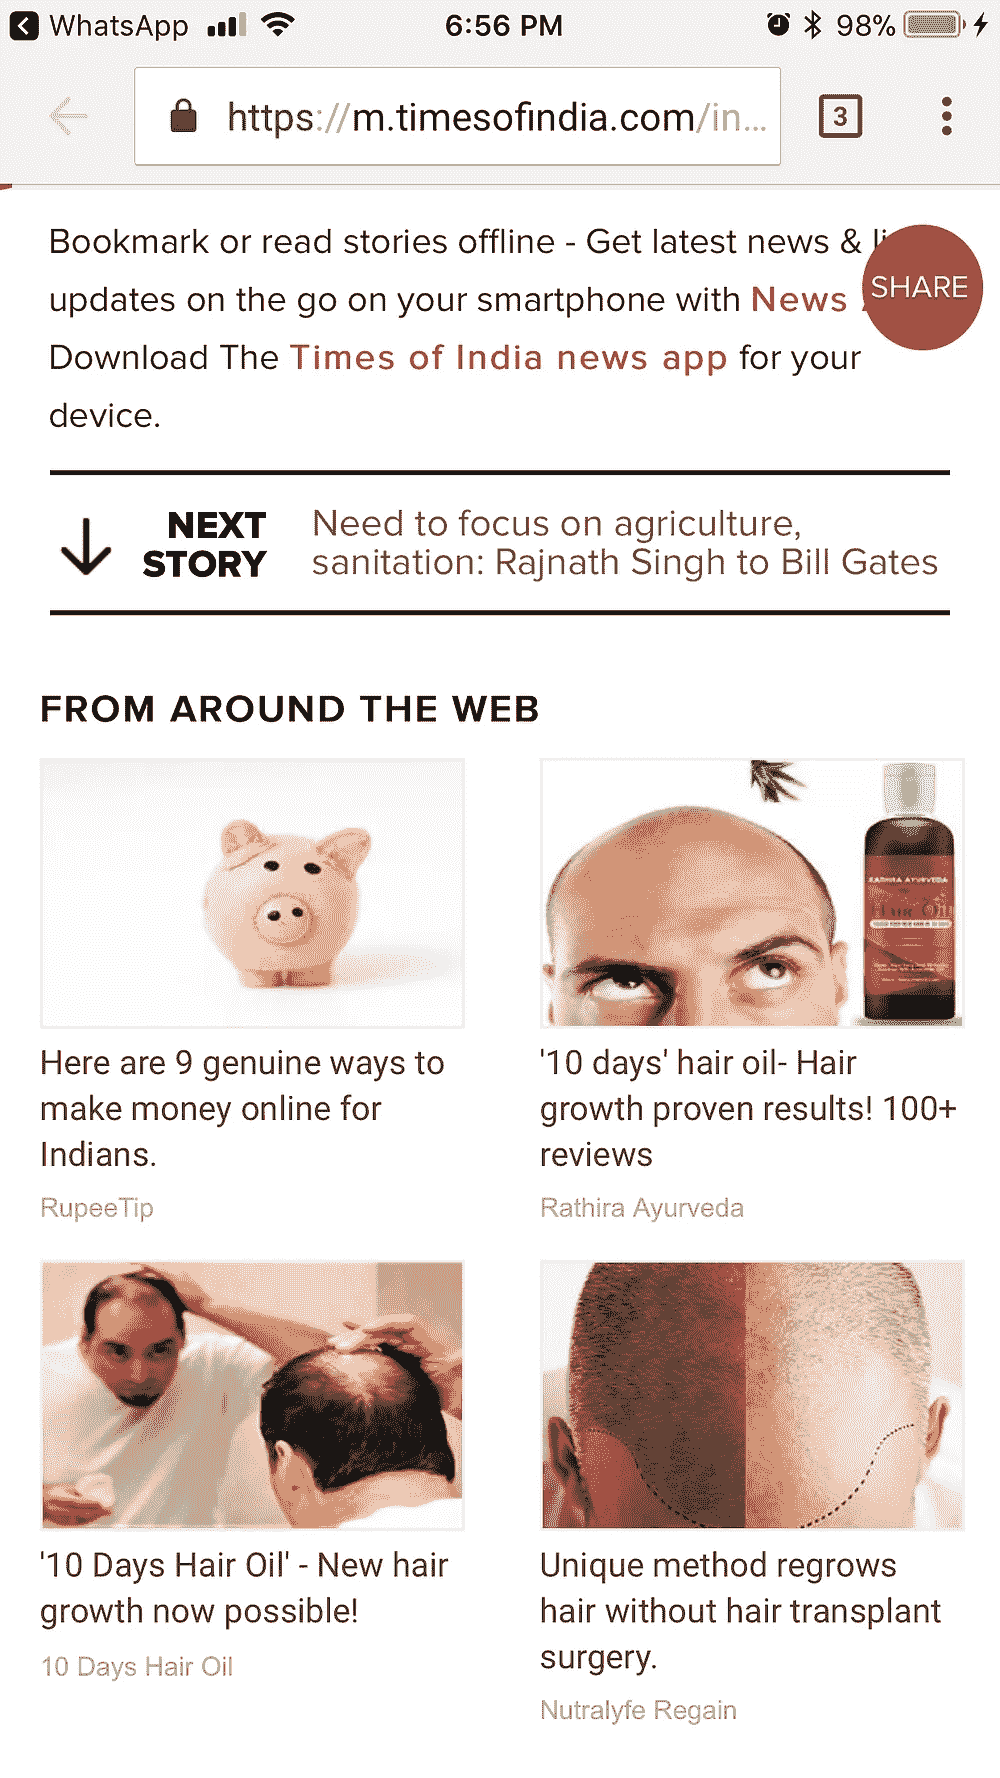 WhatsApp 6:56 PM 98%
https://m.timesofindia.com/in...
3
Bookmark or read stories offline - Get latest news &
SHARE
updates on the go on your smartphone with News
Download The Times of India news app for your
device.
NEXT
STORY
Need to focus on agriculture,
sanitation: Rajnath Singh to Bill Gates
FROM AROUND THE WEB
RATHIRA AYURVEDA
Hair Oil
Here are 9 genuine ways to
make money online for
Indians.
RupeeTip
'10 days' hair oil- Hair
growth proven results! 100+
reviews
Rathira Ayurveda
'10 Days Hair Oil' - New hair
growth now possible!
10 Days Hair Oil
Unique method regrows
hair without hair transplant
surgery.
Nutralyfe Regain